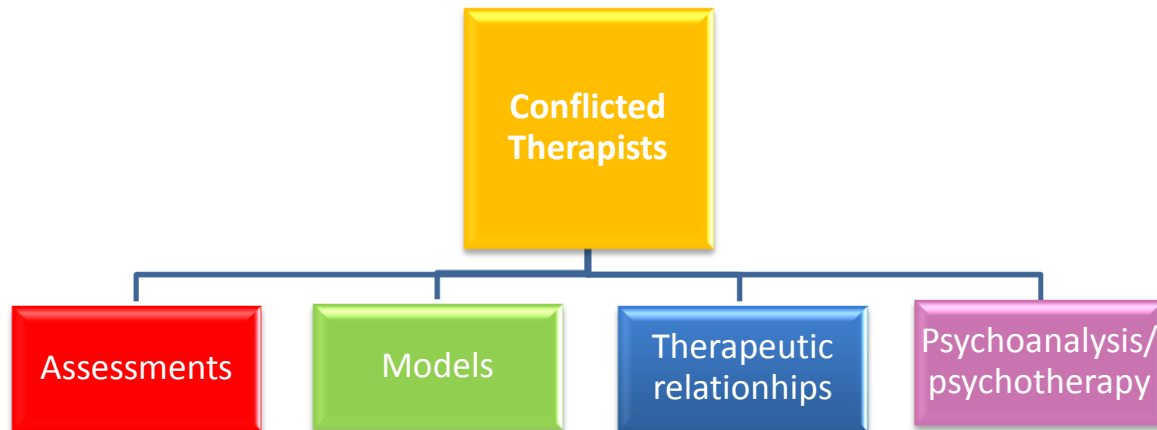 Conflicted
Therapists
Assessments
Models
Therapeutic
relationhips
Psychoanalysis/
psychotherapy